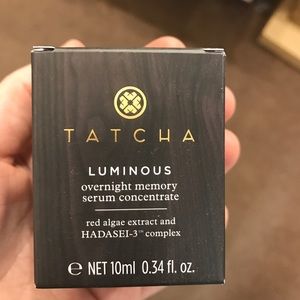 TATCHA
LUMINOUS
overnight memory
serum concentrate
red algae extract and
HADASEI-3™ complex
℮ NET 10ml 0.34 fl. oz.